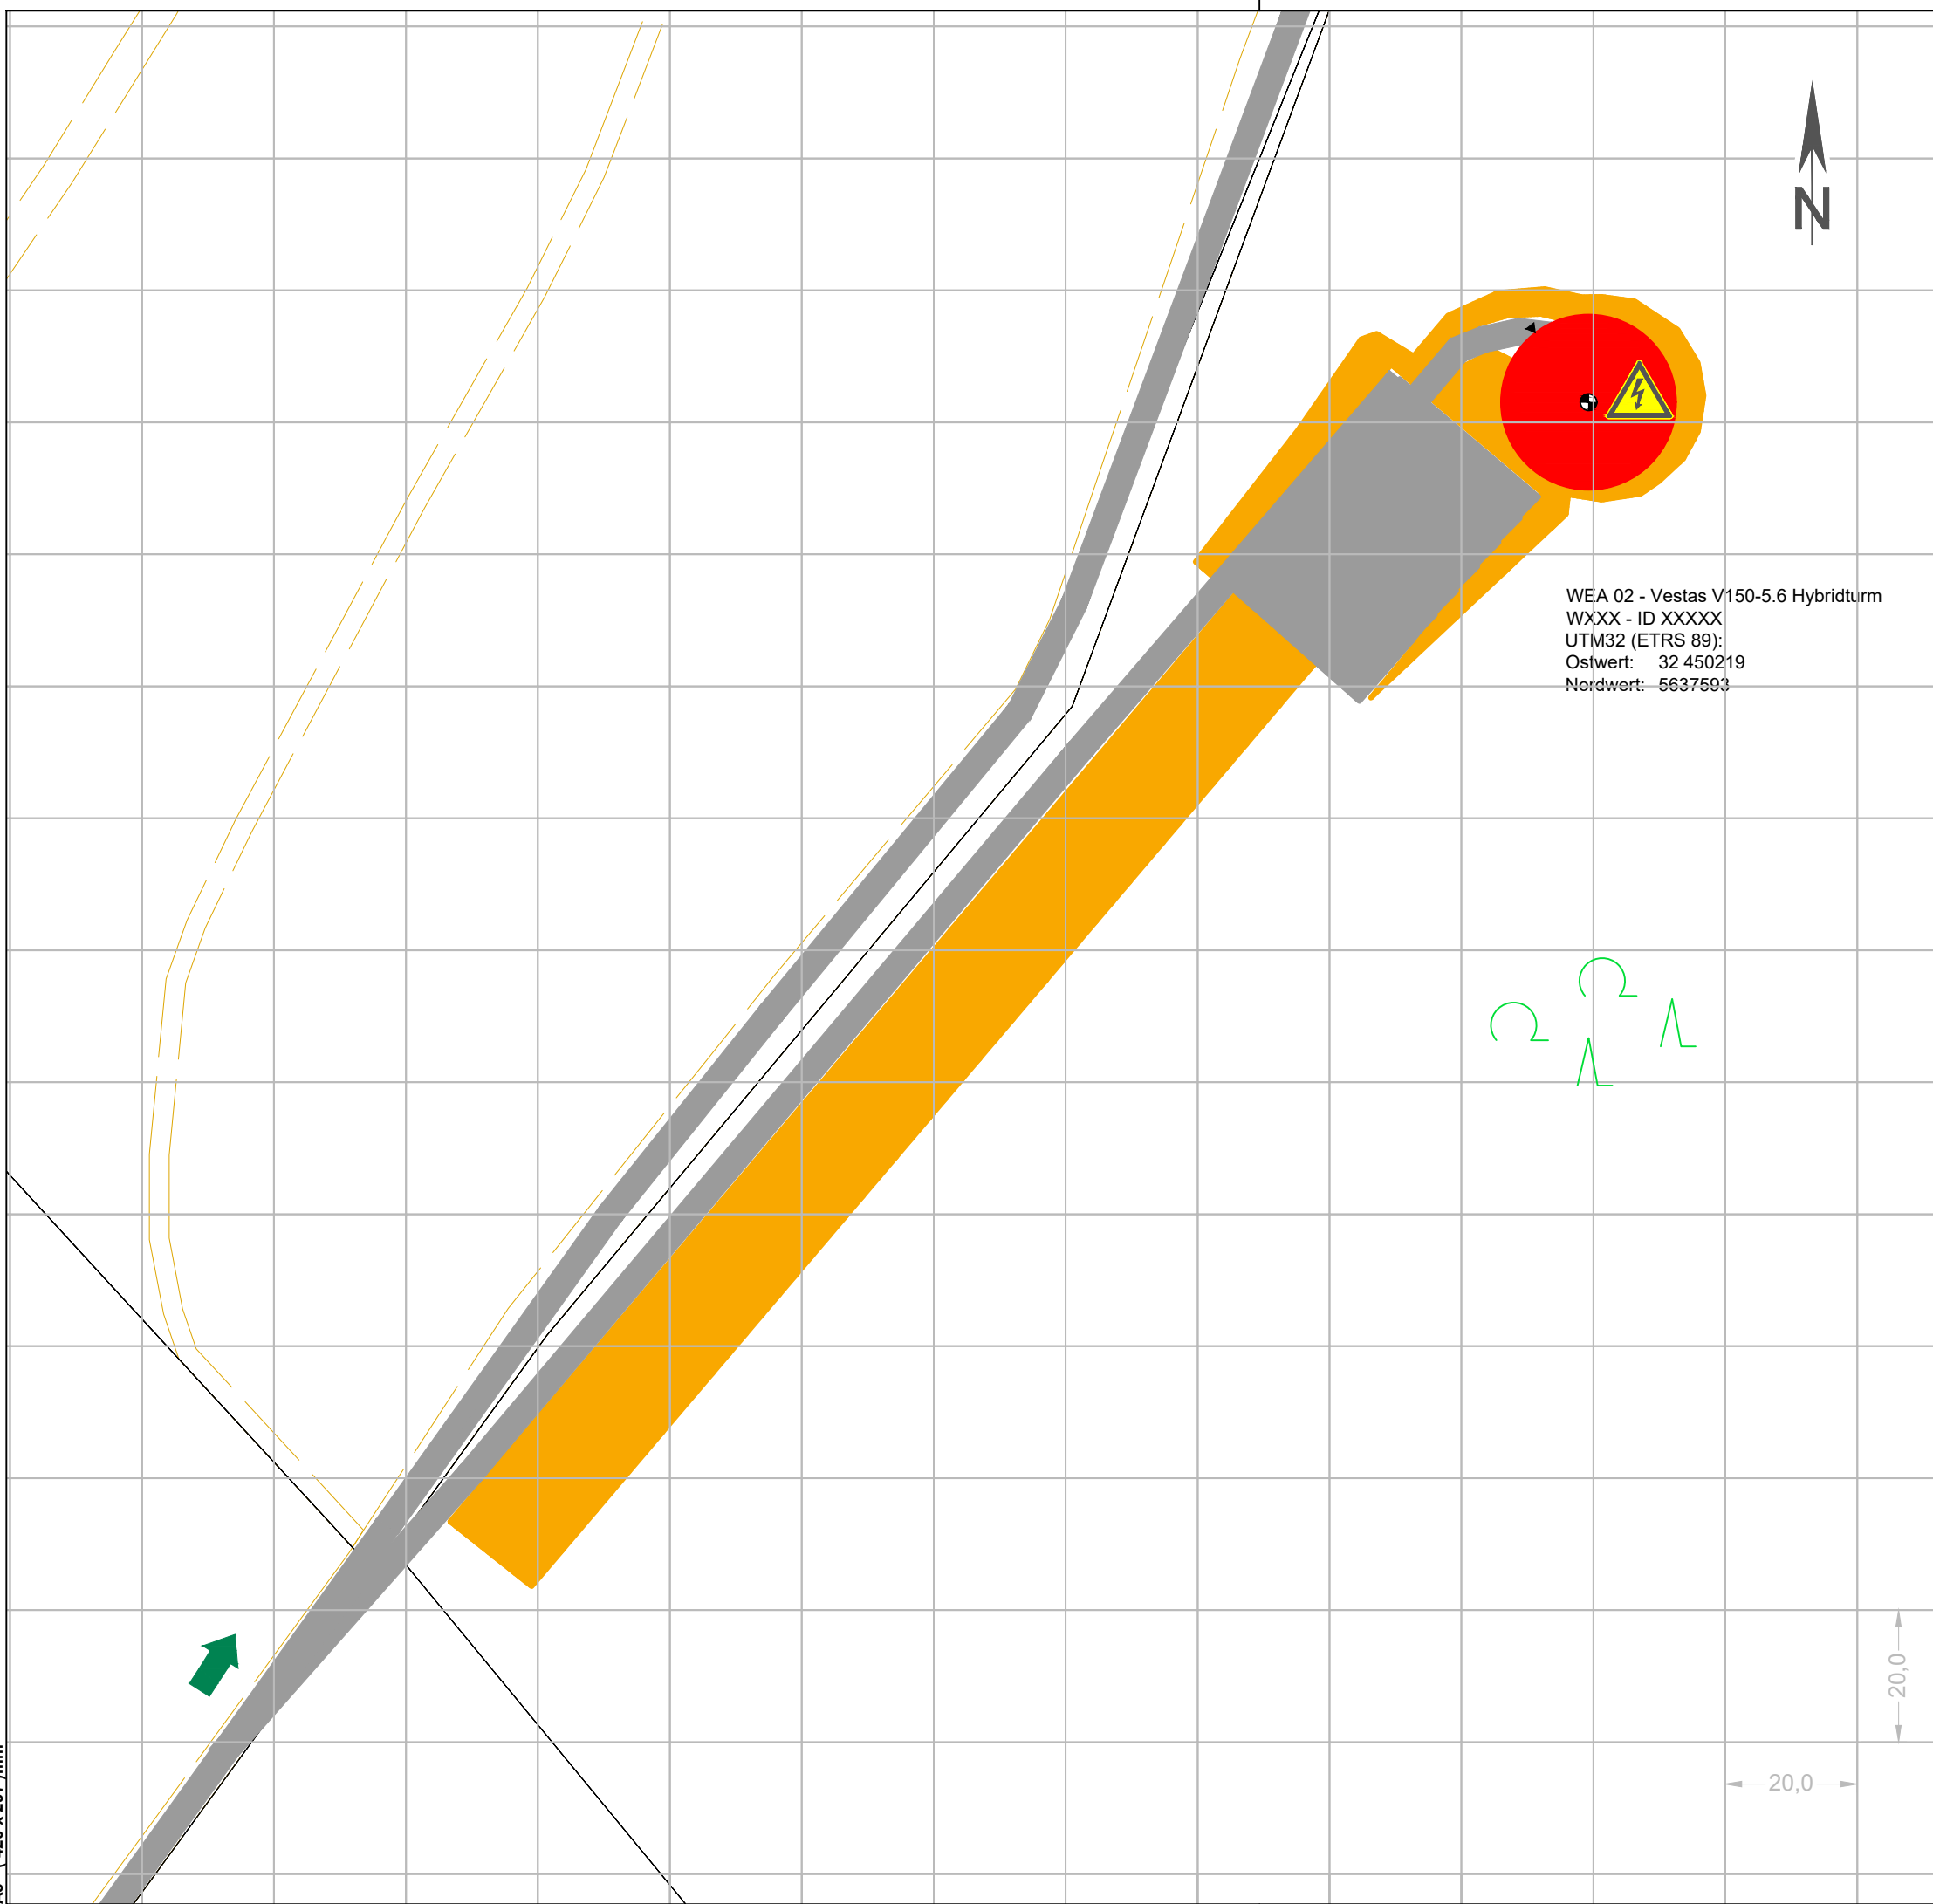 N
WEA 02 - Vestas V150-5.6 Hybridturm
WXXX - ID XXXXX
UTM32 (ETRS 89):
Ostwert: 32 450219
Nordwert: 5637593
20,0
20,0